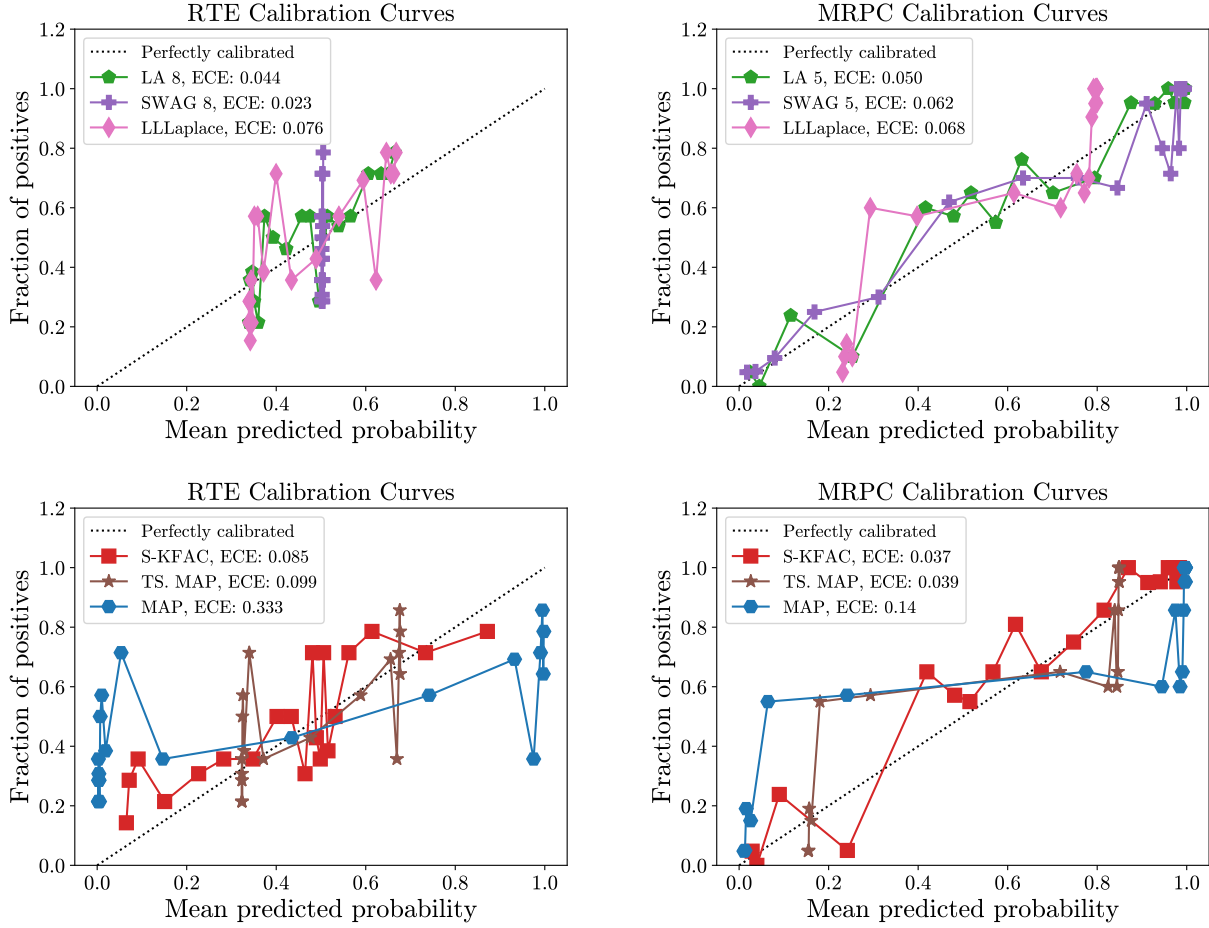 RTE Calibration Curves
1.2
1.0
0.8
0.6
0.4
0.2
0.0
Fraction of positives
Perfectly calibrated
LA 8, ECE: 0.044
SWAG 8, ECE: 0.023
LLLaplace, ECE: 0.076
0.0 0.2 0.4 0.6 0.8 1.0
Mean predicted probability
MRPC Calibration Curves
1.2
1.0
0.8
0.6
0.4
0.2
0.0
Fraction of positives
Perfectly calibrated
LA 5, ECE: 0.050
SWAG 5, ECE: 0.062
LLLaplace, ECE: 0.068
0.0 0.2 0.4 0.6 0.8 1.0
Mean predicted probability
RTE Calibration Curves
1.2
1.0
0.8
0.6
0.4
0.2
0.0
Fraction of positives
Perfectly calibrated
S-KFAC, ECE: 0.085
TS. MAP, ECE: 0.099
MAP, ECE: 0.333
0.0 0.2 0.4 0.6 0.8 1.0
Mean predicted probability
MRPC Calibration Curves
1.2
1.0
0.8
0.6
0.4
0.2
0.0
Fraction of positives
Perfectly calibrated
S-KFAC, ECE: 0.037
TS. MAP, ECE: 0.039
MAP, ECE: 0.14
0.0 0.2 0.4 0.6 0.8 1.0
Mean predicted probability